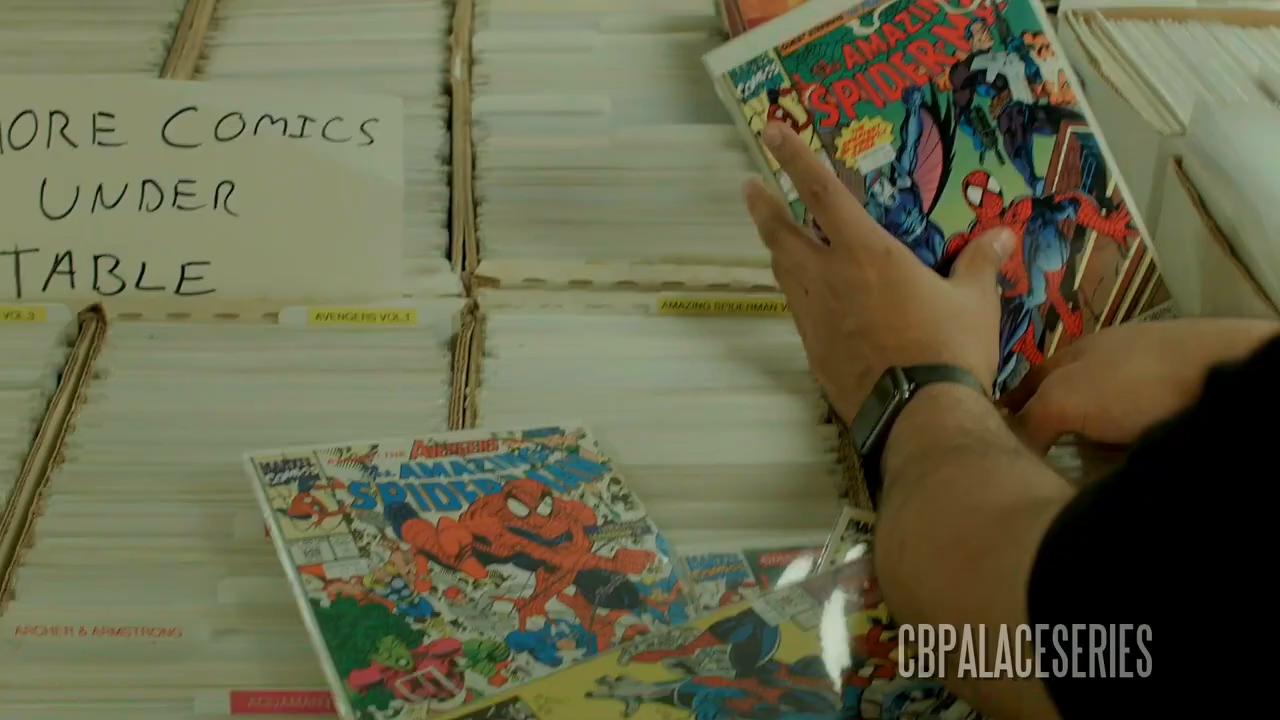 MORE COMICS
UNDER
TABLE
THE AMAZING
SPIDER-MAN
MARVEL
COMICS
VOL.3
AVENGERS VOL.1
AMAZING SPIDERMAN V
MARVEL
COMICS
THE AVENGERS
THE AMAZING
SPIDER-MAN
ARCHER & ARMSTRONG
AQUAMAN
CBPALACESERIES